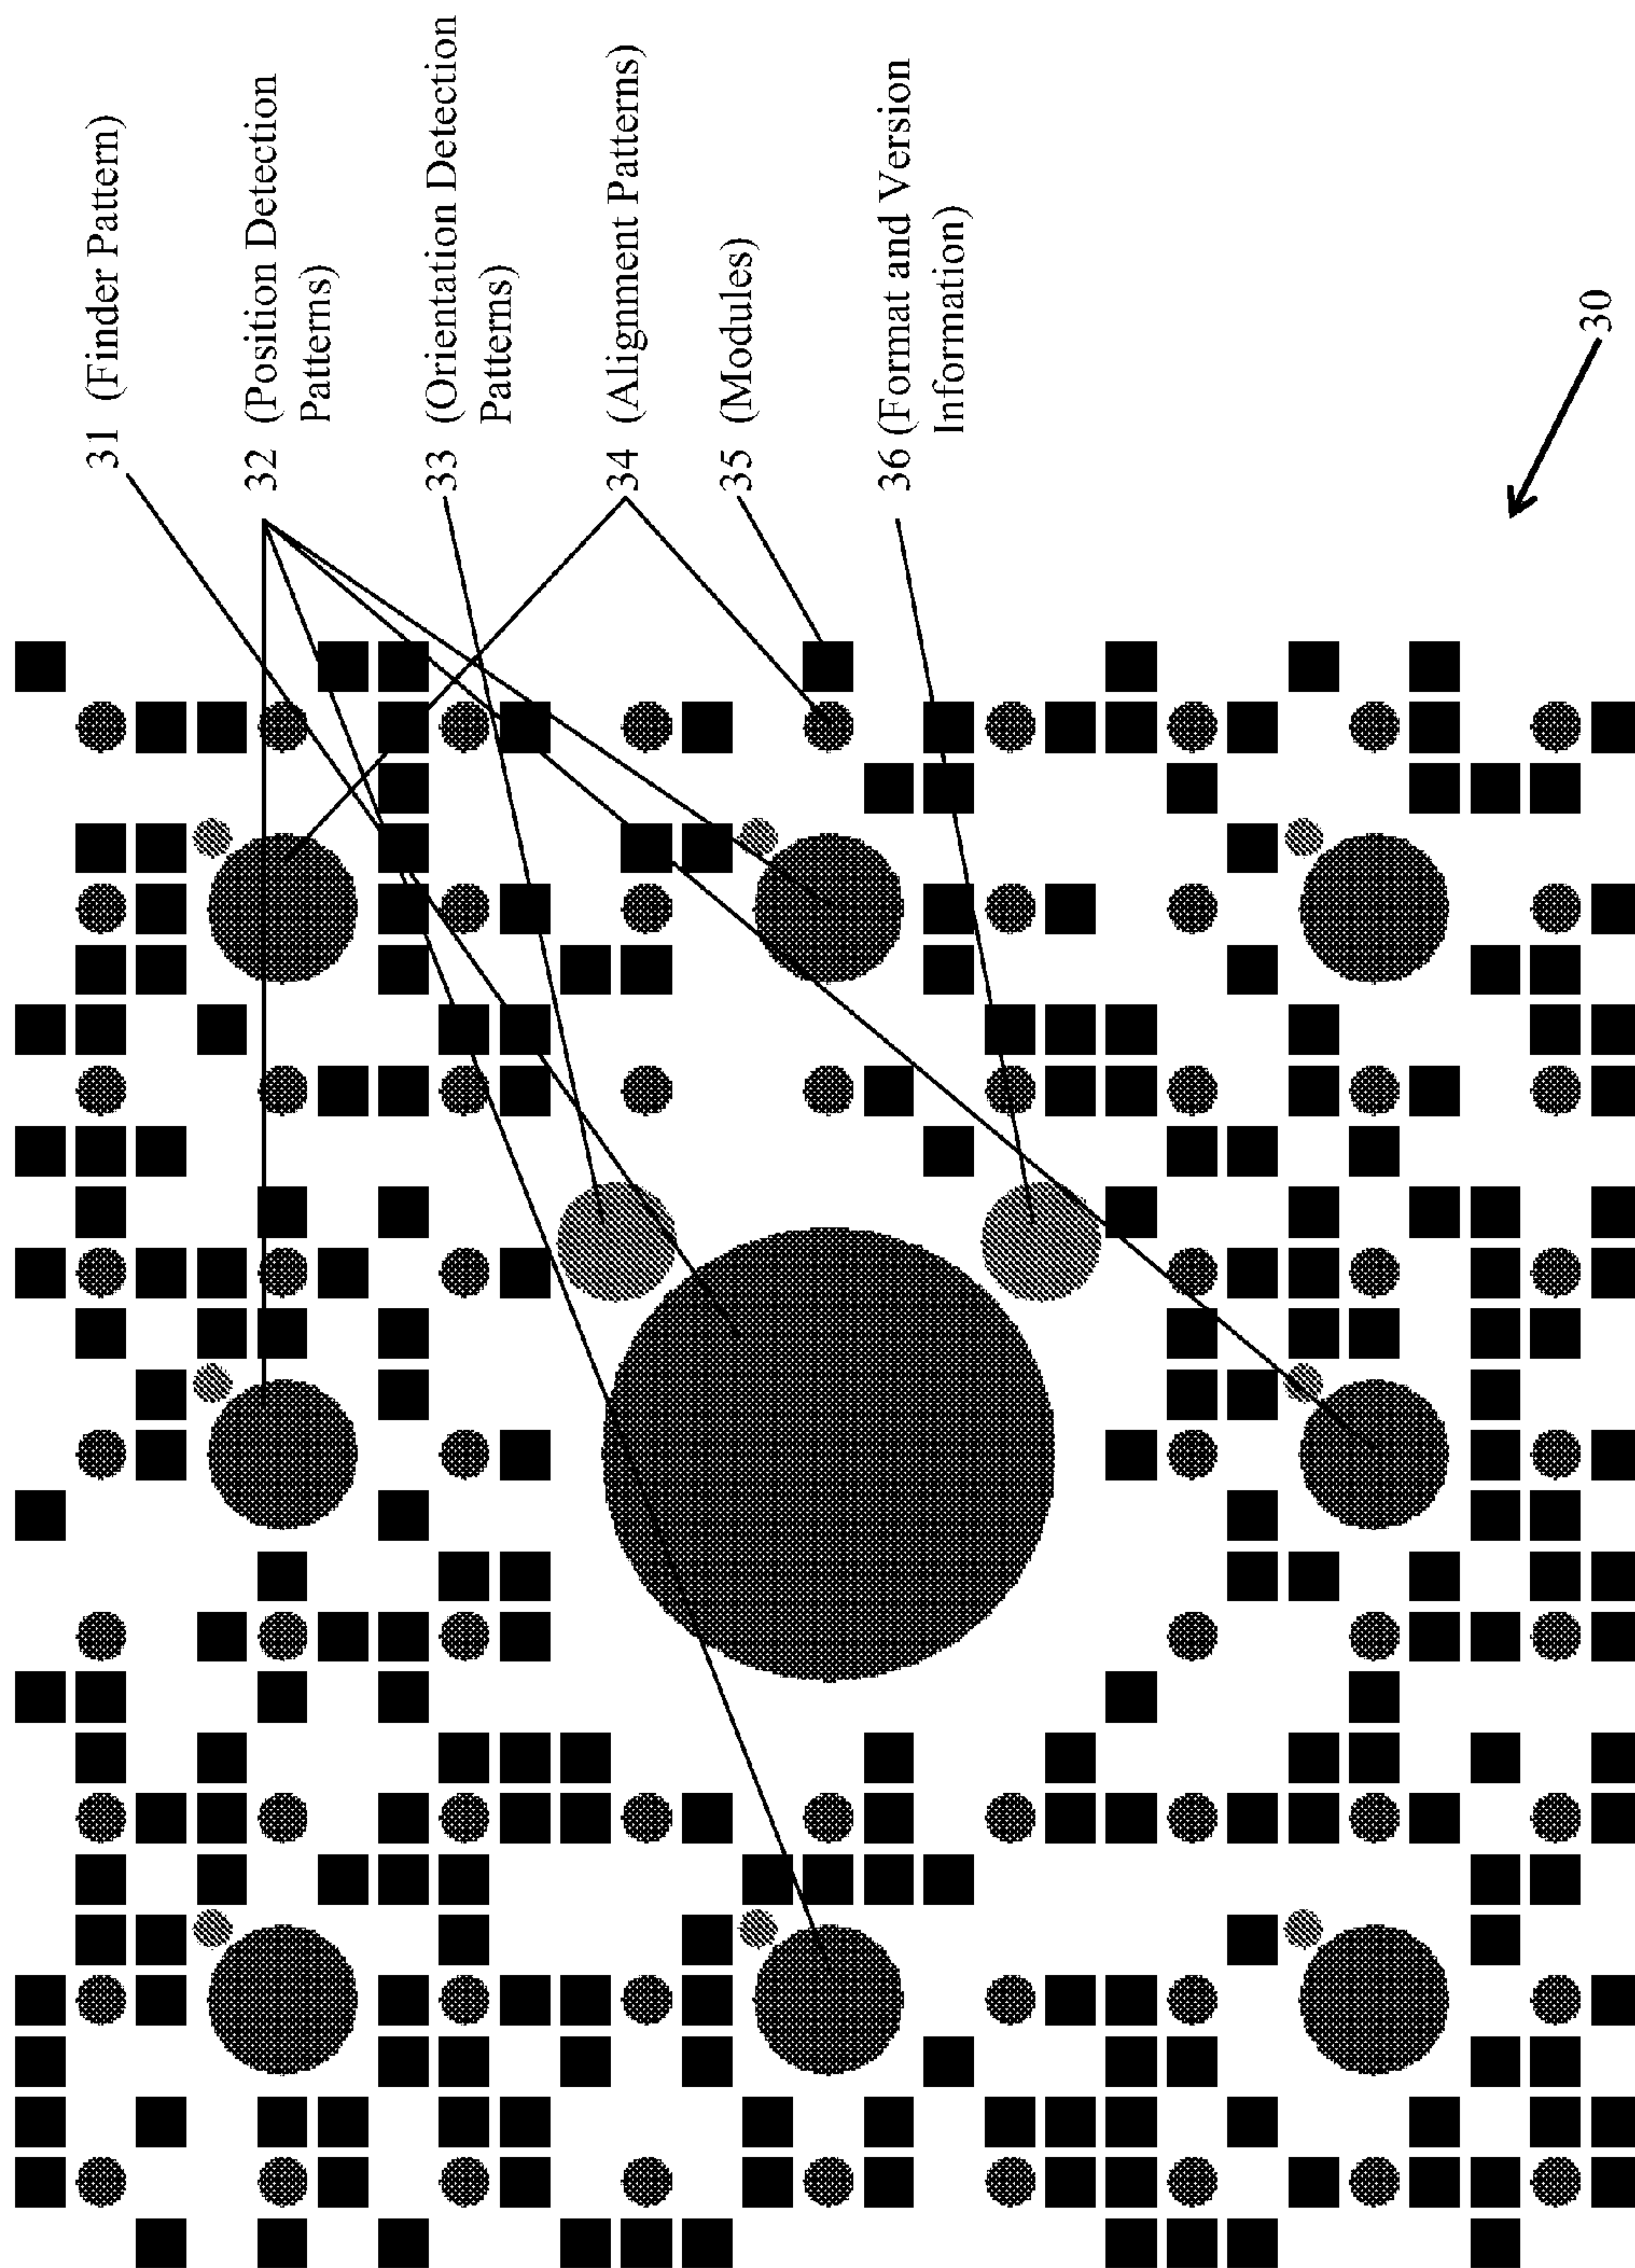 31 (Finder Pattern)
32 (Position Detection
Patterns)
33 (Orientation Detection
Patterns)
34 (Alignment Patterns)
35 (Modules)
36 (Format and Version
Information)
30